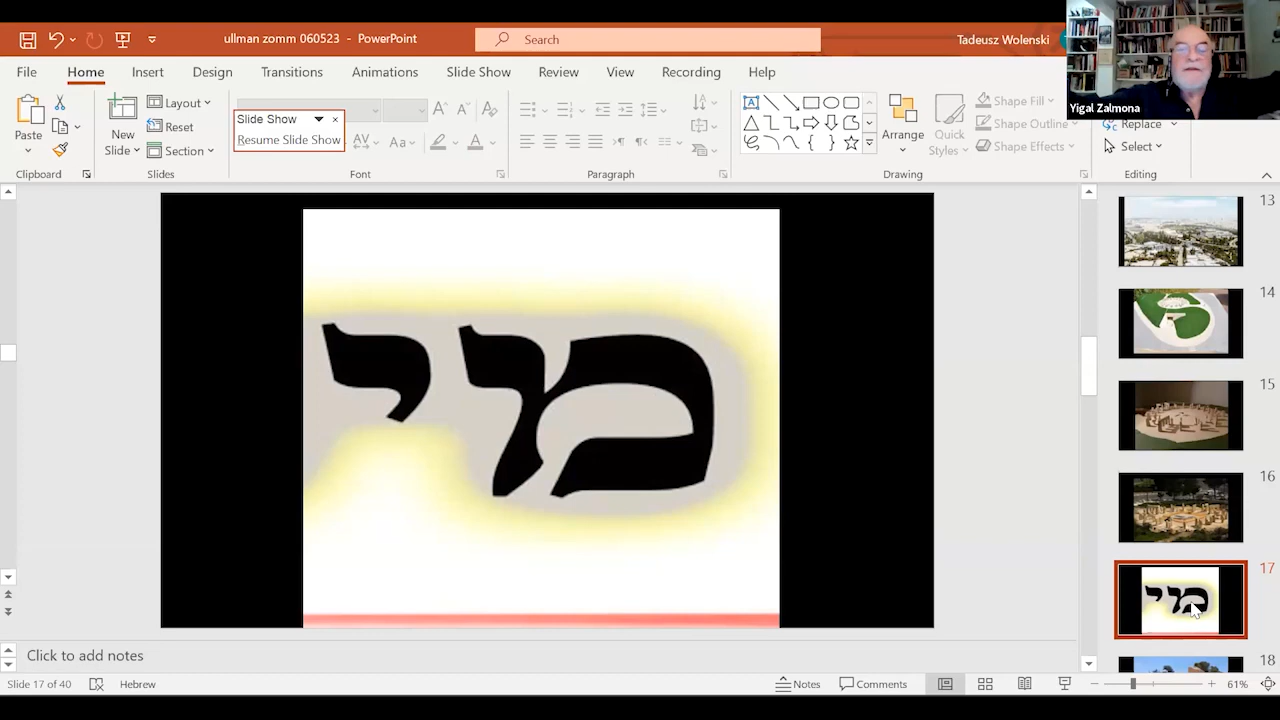 ullman zomm 060523 - PowerPoint
Search
Tadeusz Wolenski
Yigal Zalmona
File Home Insert Design Transitions Animations Slide Show Review View Recording Help
Paste
Clipboard
New Slide
Layout
Reset
Section
Slides
Slide Show
Resume Slide Show
Font
Paragraph
Arrange
Quick Styles
Shape Fill
Shape Outline
Shape Effects
Drawing
Replace
Select
Editing
מי
13
14
15
16
17
מי
18
Click to add notes
Slide 17 of 40
Hebrew
Notes
Comments
61%